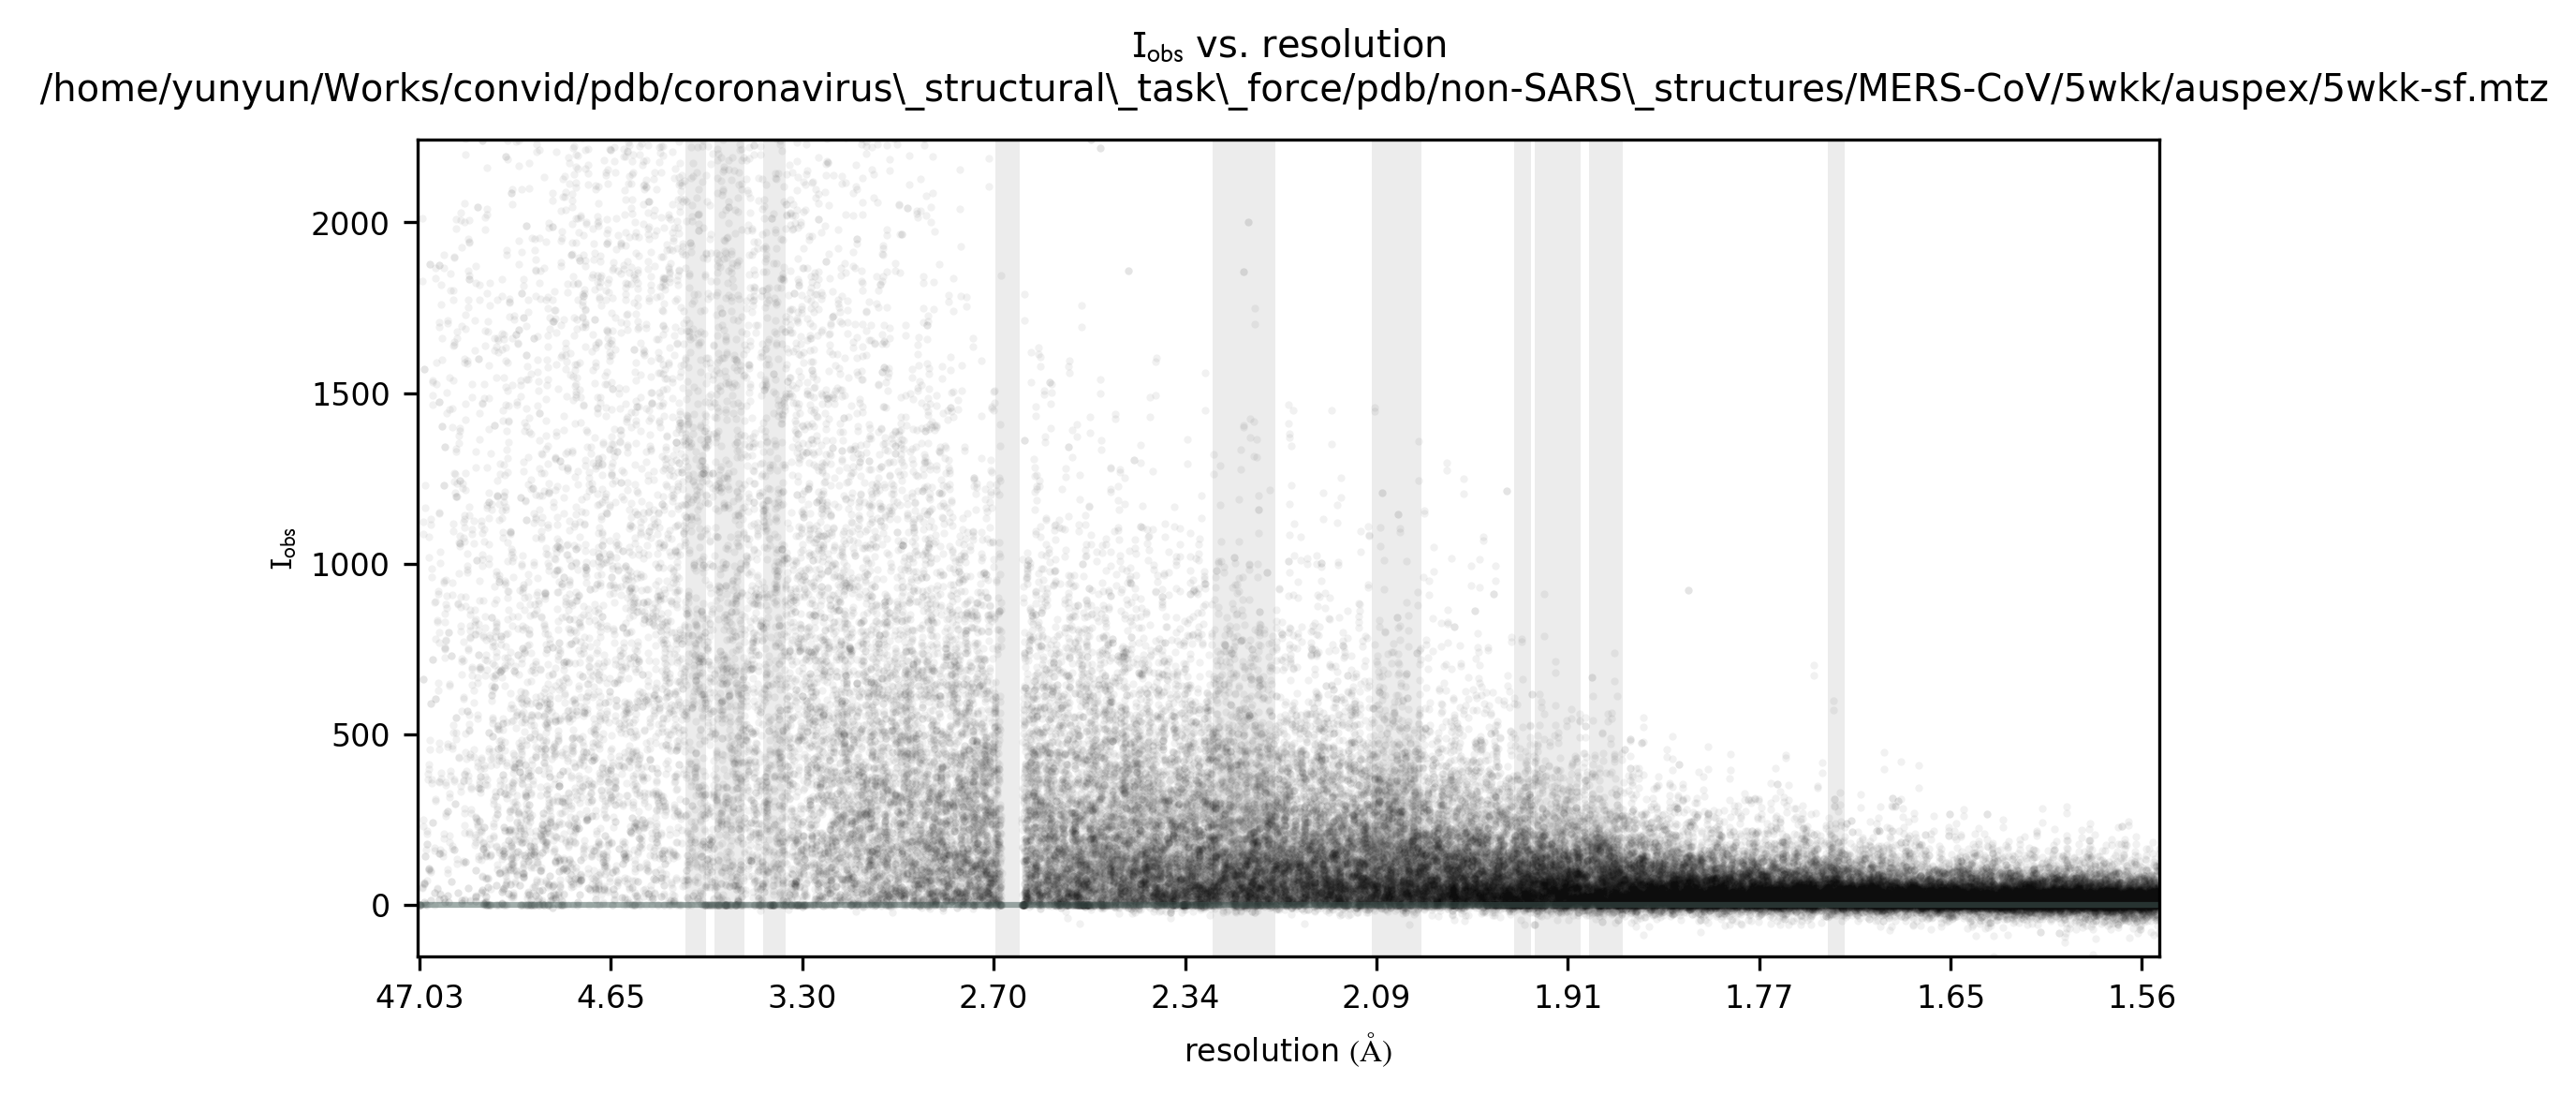 I_obs vs. resolution
/home/yunyun/Works/convid/pdb/coronavirus\_structural\_task\_force/pdb/non-SARS\_structures/MERS-CoV/5wkk/auspex/5wkk-sf.mtz
2000
1500
1000
500
0
I_obs
47.03 4.65 3.30 2.70 2.34 2.09 1.91 1.77 1.65 1.56
resolution (Å)